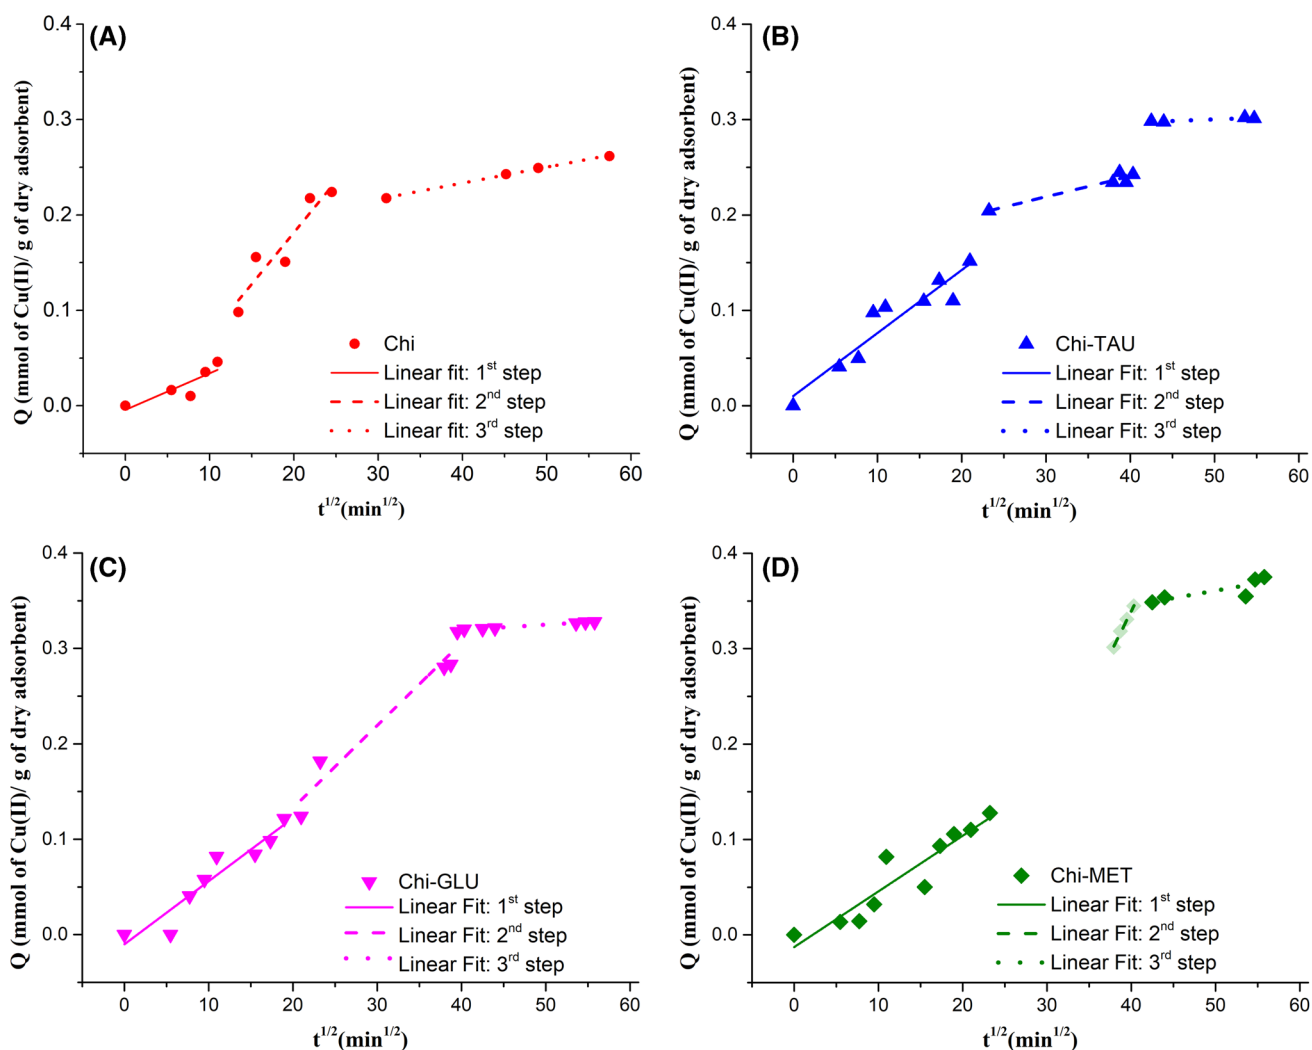 (A)
Q (mmol of Cu(II)/ g of dry adsorbent)
0.4
0.3
0.2
0.1
0.0
Chi
Linear fit: 1st step
Linear fit: 2nd step
Linear fit: 3rd step
0 10 20 30 40 50 60
t1/2(min1/2)
(B)
Q (mmol of Cu(II)/ g of dry adsorbent)
0.4
0.3
0.2
0.1
0.0
Chi-TAU
Linear Fit: 1st step
Linear Fit: 2nd step
Linear Fit: 3rd step
0 10 20 30 40 50 60
t1/2(min1/2)
(C)
Q (mmol of Cu(II)/ g of dry adsorbent)
0.4
0.3
0.2
0.1
0.0
Chi-GLU
Linear Fit: 1st step
Linear Fit: 2nd step
Linear Fit: 3rd step
0 10 20 30 40 50 60
t1/2(min1/2)
(D)
Q (mmol of Cu(II)/ g of dry adsorbent)
0.4
0.3
0.2
0.1
0.0
Chi-MET
Linear Fit: 1st step
Linear Fit: 2nd step
Linear Fit: 3rd step
0 10 20 30 40 50 60
t1/2(min1/2)